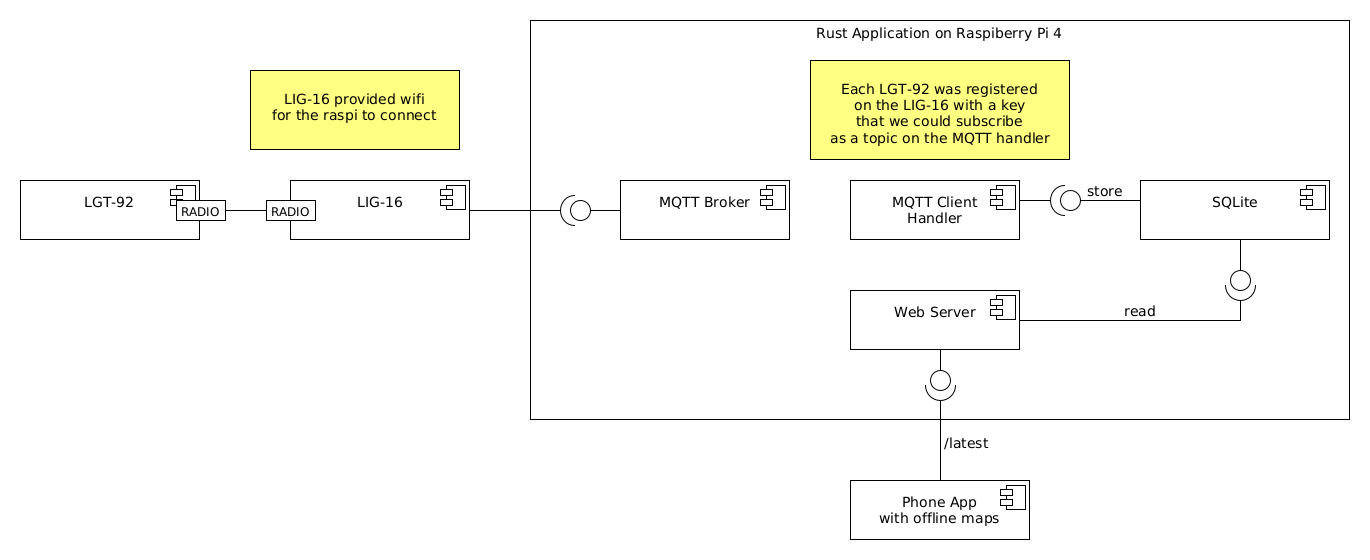 Rust Application on Raspiberry Pi 4
LIG-16 provided wifi
for the raspi to connect
Each LGT-92 was registered
on the LIG-16 with a key
that we could subscribe
as a topic on the MQTT handler
LGT-92
RADIO
RADIO
LIG-16
MQTT Broker
MQTT Client
Handler
store
SQLite
Web Server
read
/latest
Phone App
with offline maps